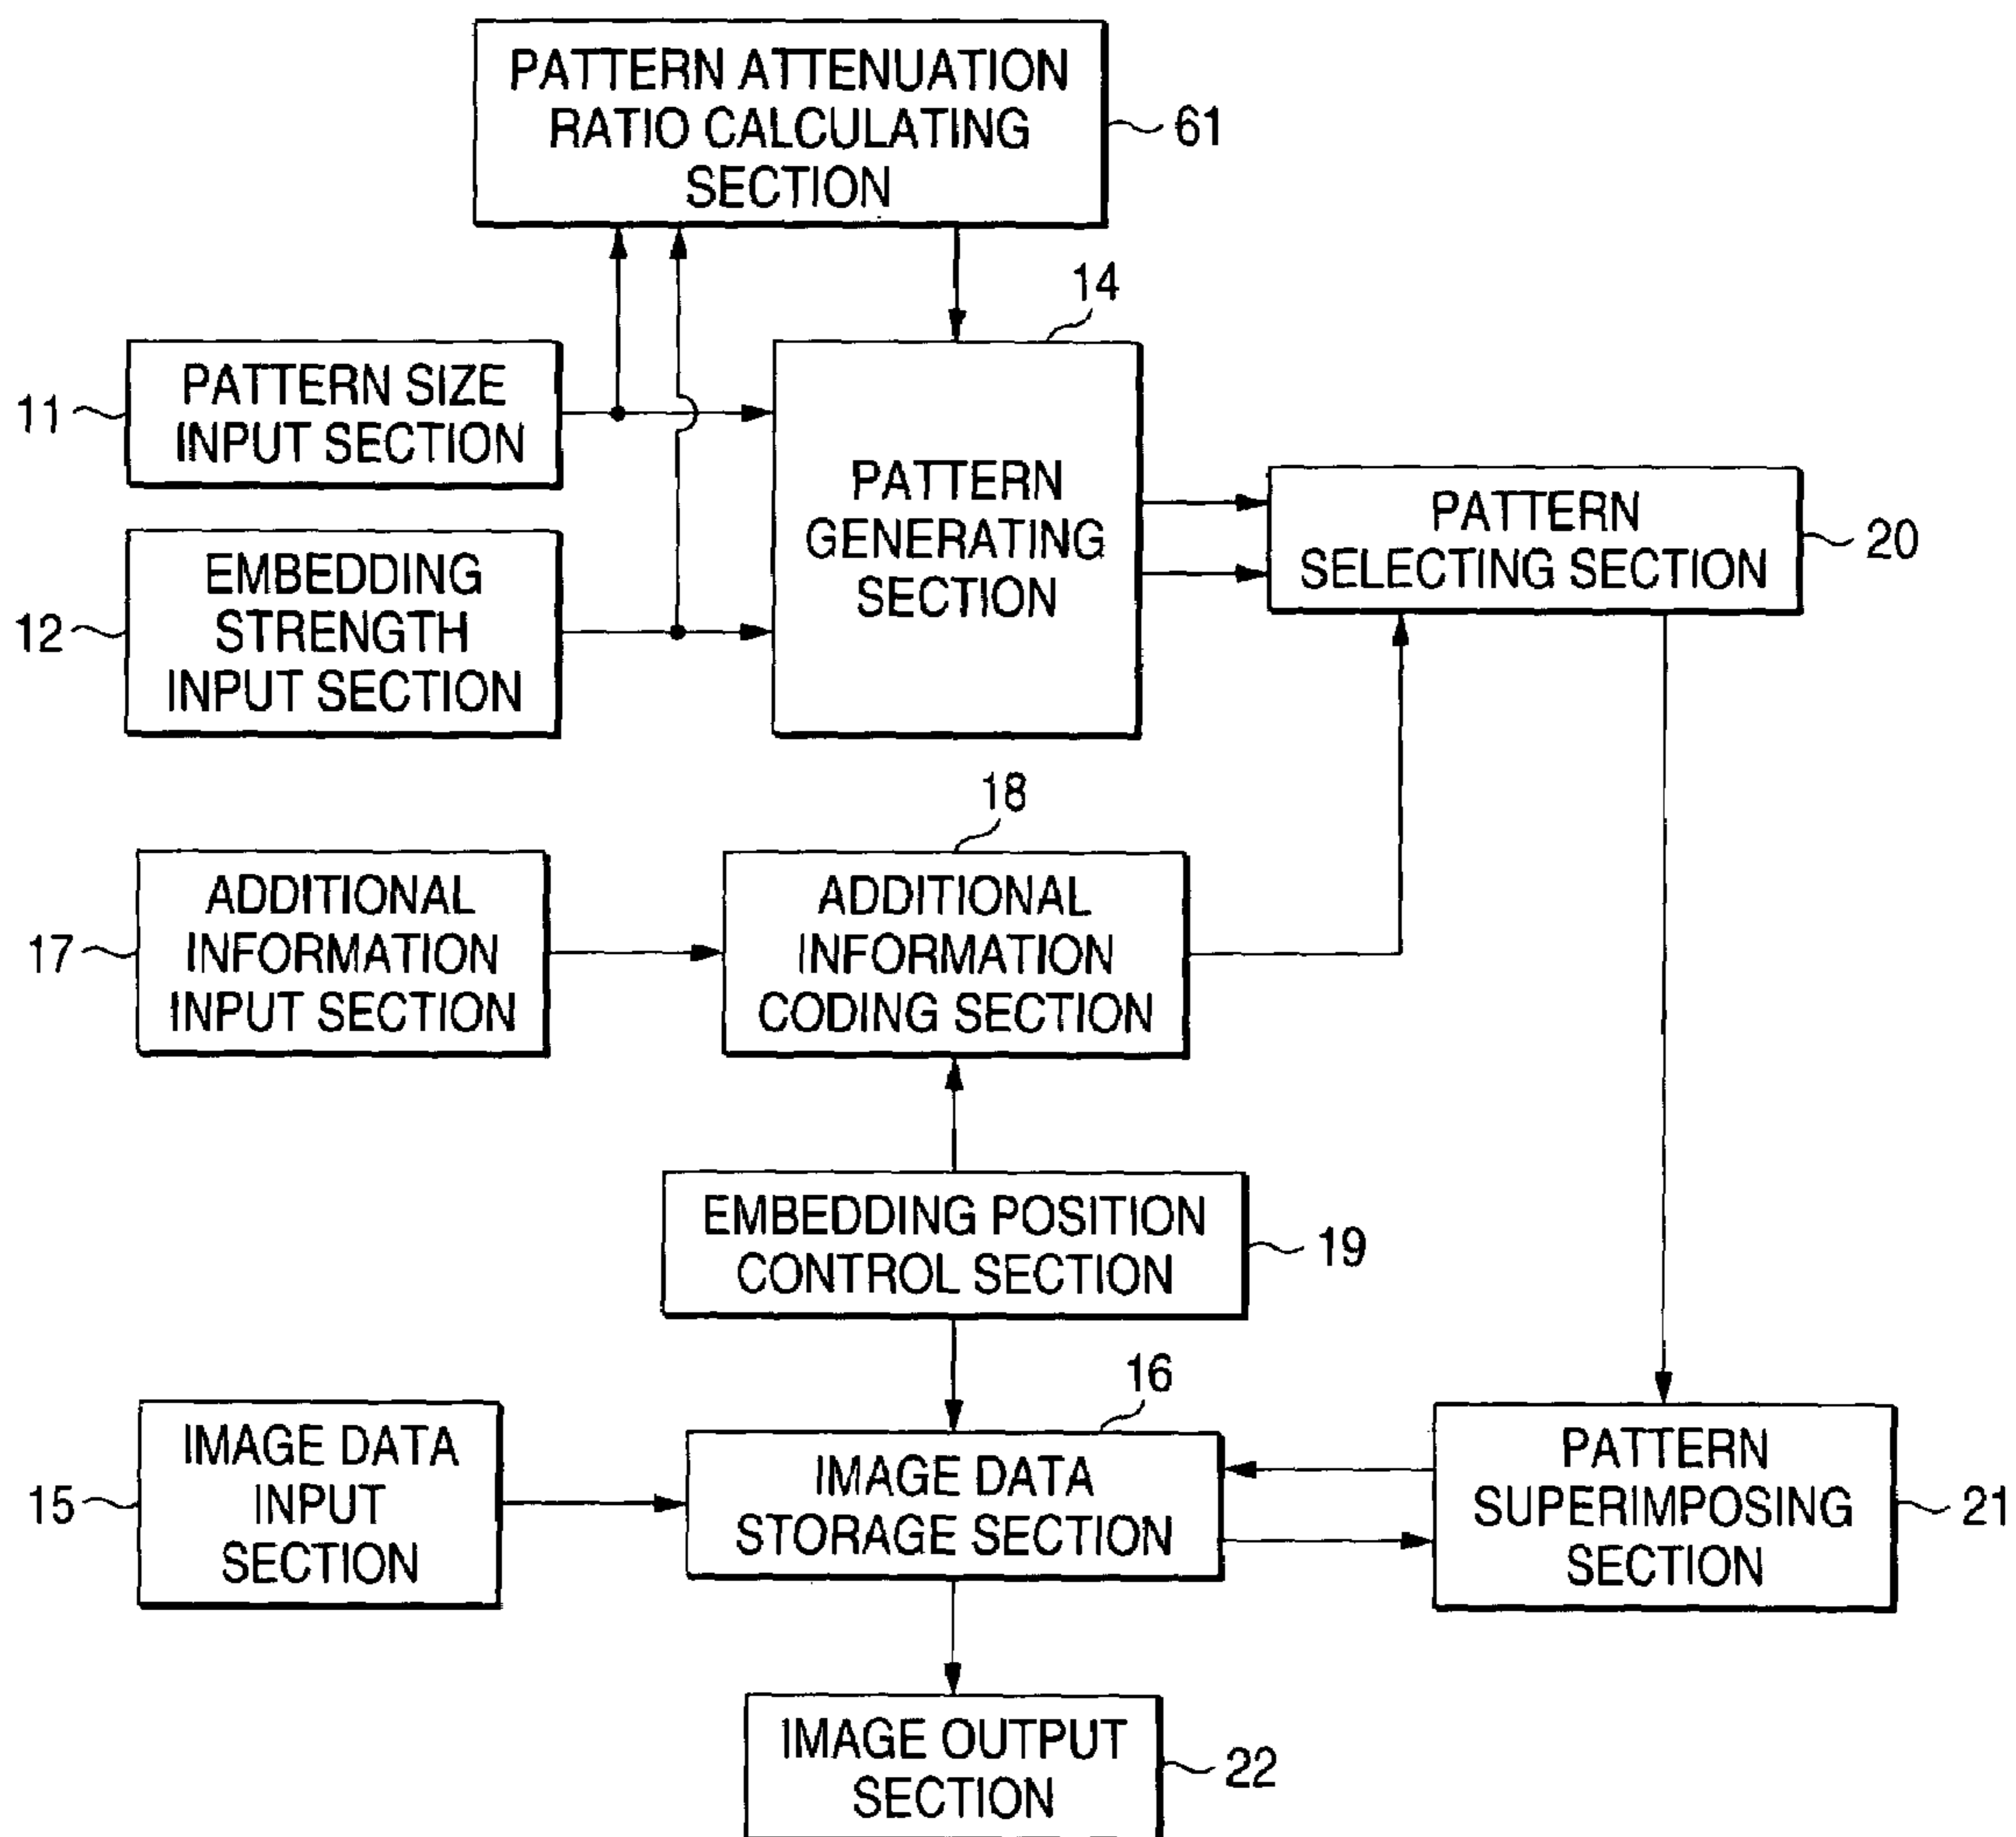 PATTERN ATTENUATION
RATIO CALCULATING
SECTION
61
14
PATTERN SIZE
INPUT SECTION
11
PATTERN
GENERATING
SECTION
PATTERN
SELECTING SECTION
20
EMBEDDING
STRENGTH
INPUT SECTION
12
18
ADDITIONAL
INFORMATION
INPUT SECTION
17
ADDITIONAL
INFORMATION
CODING SECTION
EMBEDDING POSITION
CONTROL SECTION
19
16
IMAGE DATA
INPUT
SECTION
15
IMAGE DATA
STORAGE SECTION
PATTERN
SUPERIMPOSING
SECTION
21
IMAGE OUTPUT
SECTION
22